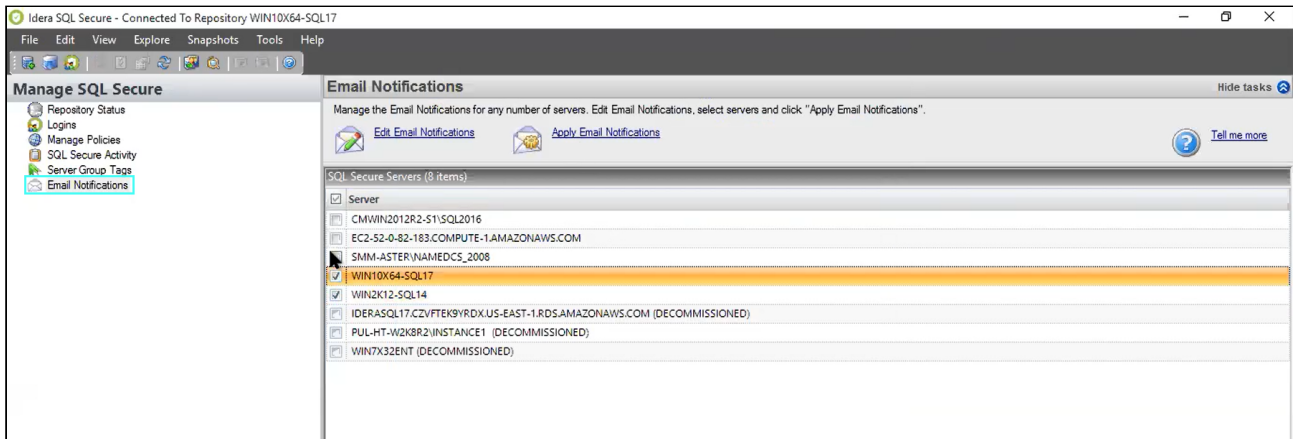 Idera SQL Secure - Connected To Repository WIN10X64-SQL17
File Edit View Explore Snapshots Tools Help
Manage SQL Secure
Repository Status
Logins
Manage Policies
SQL Secure Activity
Server Group Tags
Email Notifications
Email Notifications
Hide tasks
Manage the Email Notifications for any number of servers. Edit Email Notifications, select servers and click "Apply Email Notifications".
Edit Email Notifications
Apply Email Notifications
Tell me more
SQL Secure Servers (8 items)
Server
CMWIN2012R2-S1\SQL2016
EC2-52-0-82-183.COMPUTE-1.AMAZONAWS.COM
SMM-ASTER\NAMEDCS_2008
WIN10X64-SQL17
WIN2K12-SQL14
IDERASQL17.CZVFTEK9YRDX.US-EAST-1.RDS.AMAZONAWS.COM (DECOMMISSIONED)
PUL-HT-W2K8R2\INSTANCE1 (DECOMMISSIONED)
WIN7X32ENT (DECOMMISSIONED)